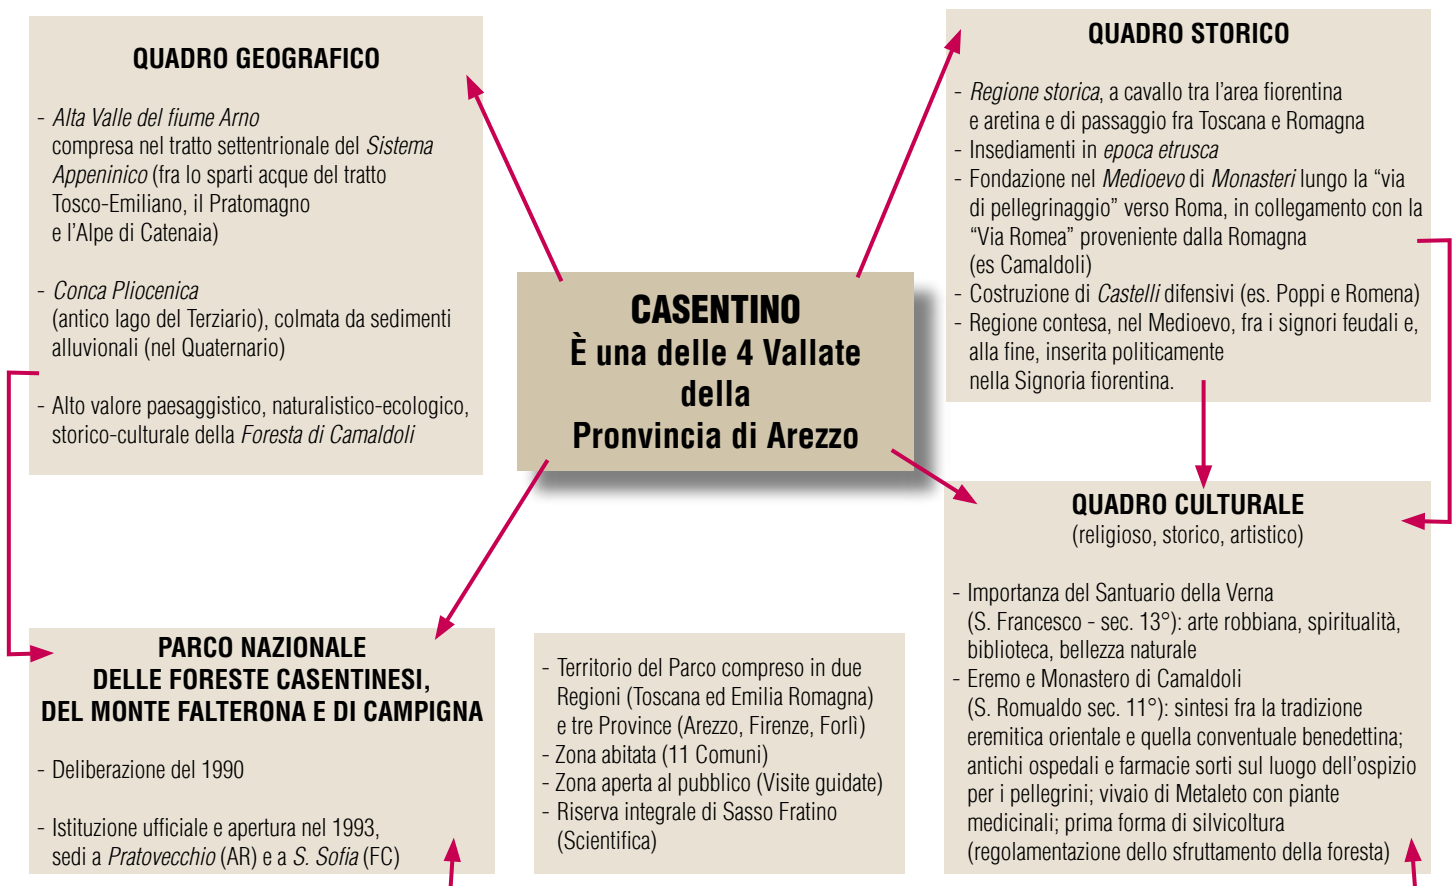 QUADRO GEOGRAFICO
- Alta Valle del fiume Arno
compresa nel tratto settentrionale del Sistema
Appeninico (fra lo sparti acque del tratto
Tosco-Emiliano, il Pratomagno
e l'Alpe di Catenaia)
- Conca Pliocenica
(antico lago del Terziario), colmata da sedimenti
alluvionali (nel Quaternario)
- Alto valore paesaggistico, naturalistico-ecologico,
storico-culturale della Foresta di Camaldoli
QUADRO STORICO
- Regione storica, a cavallo tra l'area fiorentina
e aretina e di passaggio fra Toscana e Romagna
- Insediamenti in epoca etrusca
- Fondazione nel Medioevo di Monasteri lungo la “via
di pellegrinaggio” verso Roma, in collegamento con la
“Via Romea” proveniente dalla Romagna
(es Camaldoli)
- Costruzione di Castelli difensivi (es. Poppi e Romena)
- Regione contesa, nel Medioevo, fra i signori feudali e,
alla fine, inserita politicamente
nella Signoria fiorentina.
CASENTINO
È una delle 4 Vallate
della
Pronvincia di Arezzo
PARCO NAZIONALE
DELLE FORESTE CASENTINESI,
DEL MONTE FALTERONA E DI CAMPIGNA
- Deliberazione del 1990
- Istituzione ufficiale e apertura nel 1993,
sedi a Pratovecchio (AR) e a S. Sofia (FC)
- Territorio del Parco compreso in due
Regioni (Toscana ed Emilia Romagna)
e tre Province (Arezzo, Firenze, Forlì)
- Zona abitata (11 Comuni)
- Zona aperta al pubblico (Visite guidate)
- Riserva integrale di Sasso Fratino
(Scientifica)
QUADRO CULTURALE
(religioso, storico, artistico)
- Importanza del Santuario della Verna
(S. Francesco - sec. 13°): arte robbiana, spiritualità,
biblioteca, bellezza naturale
- Eremo e Monastero di Camaldoli
(S. Romualdo sec. 11°): sintesi fra la tradizione
eremitica orientale e quella conventuale benedettina;
antichi ospedali e farmacie sorti sul luogo dell'ospizio
per i pellegrini; vivaio di Metaleto con piante
medicinali; prima forma di silvicoltura
(regolamentazione dello sfruttamento della foresta)